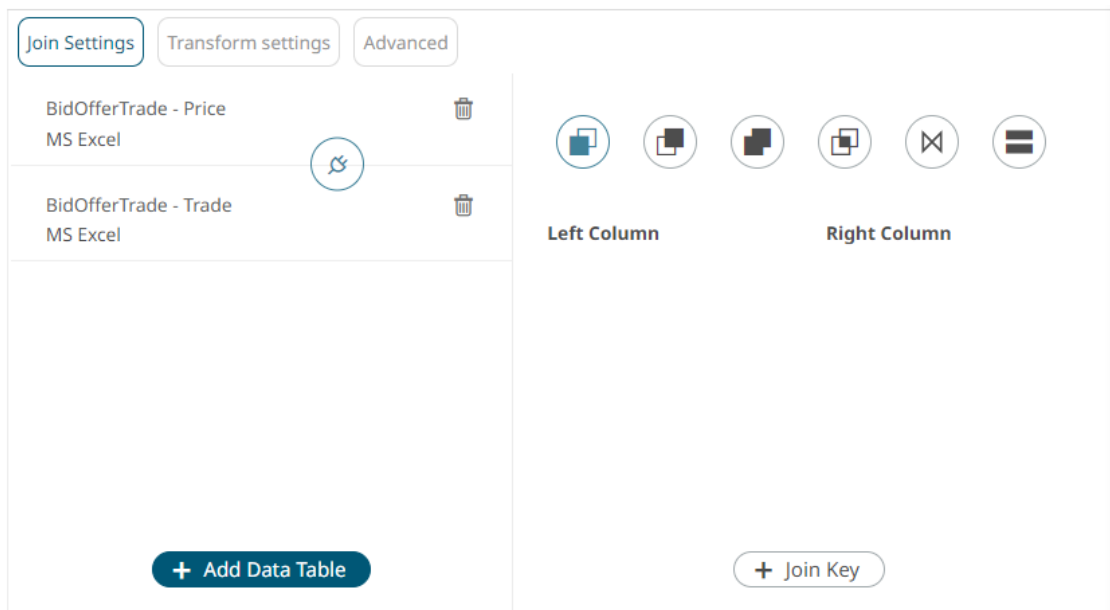 Join Settings
Transform settings
Advanced
BidOfferTrade - Price
MS Excel
BidOfferTrade - Trade
MS Excel
+ Add Data Table
Left Column
Right Column
+ Join Key